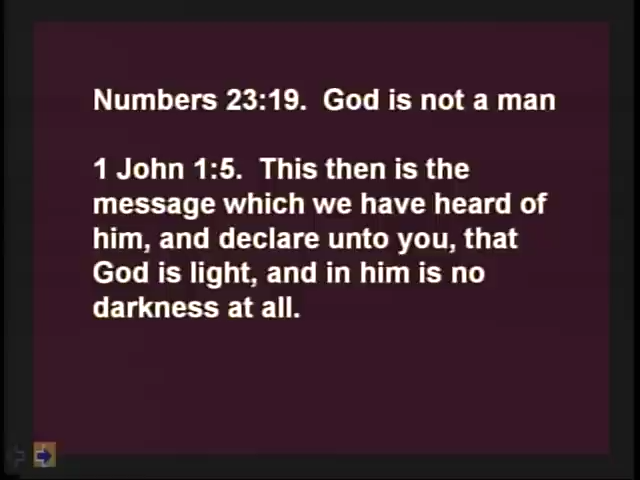 Numbers 23:19.  God is not a man
1 John 1:5.  This then is the
message which we have heard of
him, and declare unto you, that
God is light, and in him is no
darkness at all.